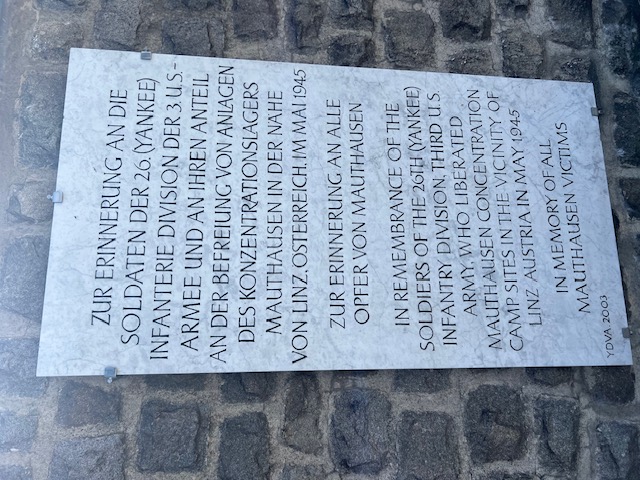 ZUR ERINNERUNG AN DIE
SOLDATEN DER 26. (YANKEE)
INFANTERIE DIVISION DER 3 U.S.-
ARMEE UND AN IHREN ANTEIL
AN DER BEFREIUNG VON ANLAGEN
DES KONZENTRATIONSLAGERS
MAUTHAUSEN IN DER NÄHE
VON LINZ, ÖSTERREICH, IM MAI 1945
ZUR ERINNERUNG AN ALLE
OPFER VON MAUTHAUSEN
IN REMEMBRANCE OF THE
SOLDIERS OF THE 26TH (YANKEE)
INFANTRY DIVISION, THIRD U.S.
ARMY, WHO LIBERATED
MAUTHAUSEN CONCENTRATION
CAMP SITES IN THE VICINITY OF
LINZ AUSTRIA IN MAY 1945
IN MEMORY OF ALL
MAUTHAUSEN VICTIMS
YDVA 2003